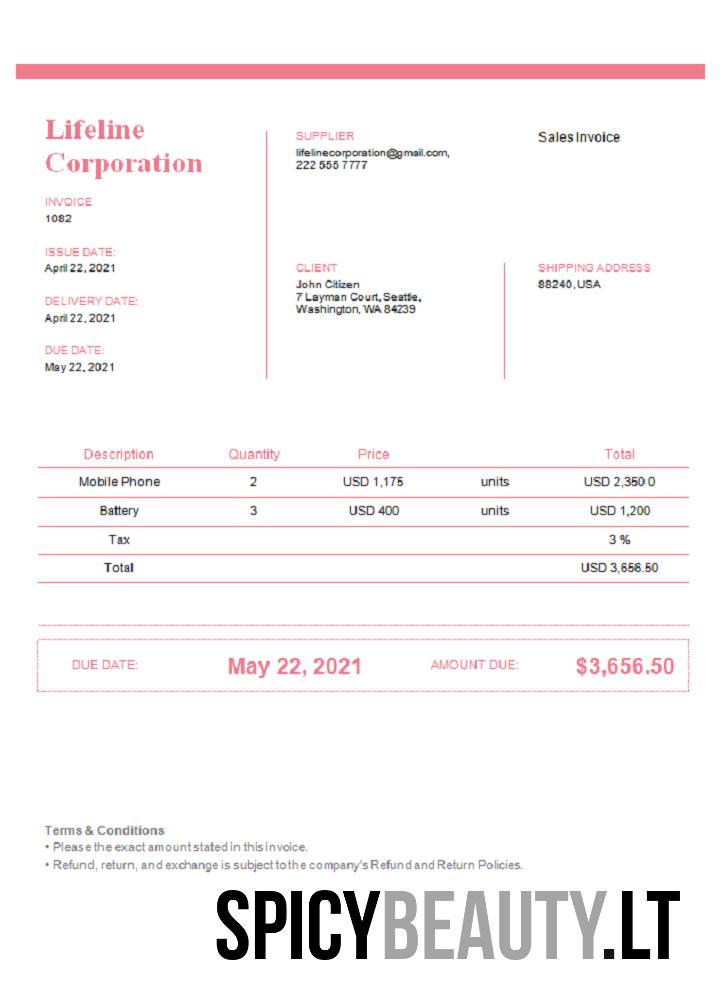 Lifeline
Corporation
INVOICE
1082
ISSUE DATE:
April 22, 2021
DELIVERY DATE:
April 22, 2021
DUE DATE:
May 22, 2021
SUPPLIER
lifelinecorporation@gmail.com,
222 555 7777
Sales Invoice
CLIENT
John Citizen
7 Layman Court, Seattle,
Washington, WA 84239
SHIPPING ADDRESS
88240, USA
Description Quantity Price Total
Mobile Phone 2 USD 1,175 units USD 2,350 0
Battery 3 USD 400 units USD 1,200
Tax 3 %
Total USD 3,656.50
DUE DATE: May 22, 2021 AMOUNT DUE: $3,656.50
Terms & Conditions
• Please the exact amount stated in this invoice.
• Refund, return, and exchange is subject to the company's Refund and Return Policies.
SPICYBEAUTY.LT